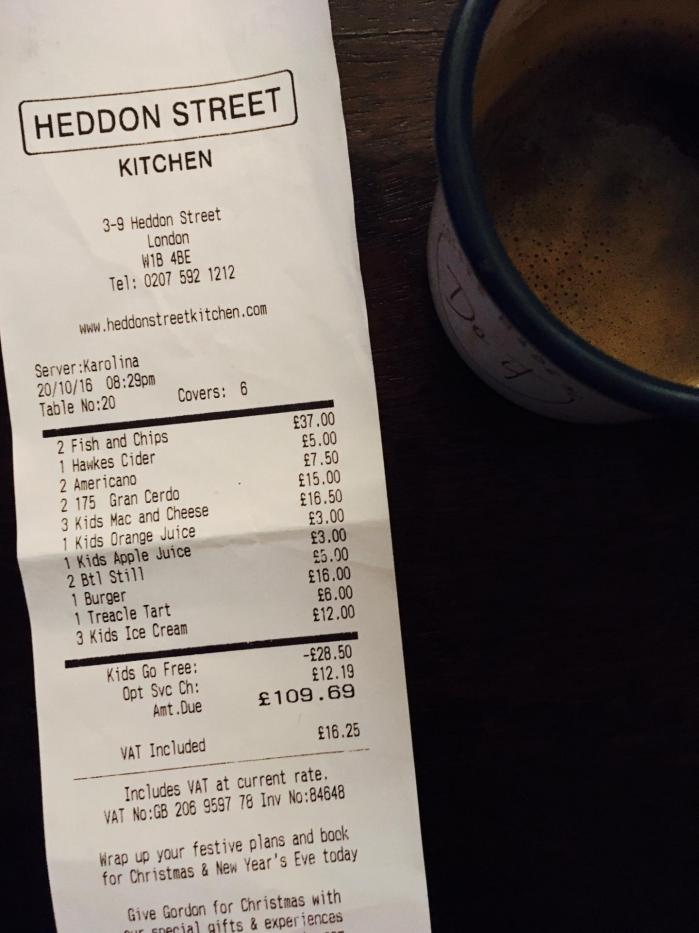 HEDDON STREET
KITCHEN
3-9 Heddon Street
London
W1B 4BE
Tel: 0207 592 1212
www.heddonstreetkitchen.com
Server:Karolina
20/10/16 08:29pm
Table No:20 Covers: 6
2 Fish and Chips £37.00
1 Hawkes Cider £5.00
2 Americano £7.50
2 175 Gran Cerdo £15.00
3 Kids Mac and Cheese £16.50
1 Kids Orange Juice £3.00
1 Kids Apple Juice £3.00
2 Btl Still £5.00
1 Burger £16.00
1 Treacle Tart £6.00
3 Kids Ice Cream £12.00
Kids Go Free: -£28.50
Opt Svc Ch: £12.19
Amt.Due £109.69
VAT Included £16.25
Includes VAT at current rate.
VAT No:GB 206 9597 78 Inv No:84648
Wrap up your festive plans and book
for Christmas & New Year's Eve today
Give Gordon for Christmas with
our special gifts & experiences